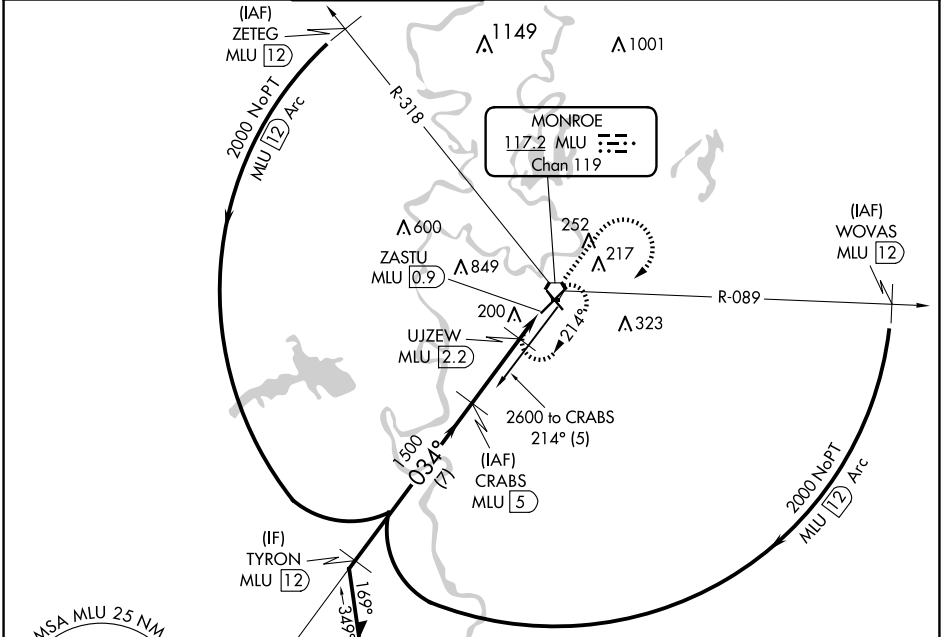 (IAF)
ZETEG
MLU 12
1149
1001
R-318
2000 NoPT
MLU 12 Arc
MONROE
117.2 MLU
Chan 119
(IAF)
WOVAS
MLU 12
600
252
217
ZASTU
MLU 0.9
849
R-089
200
323
214°
UJZEW
MLU 2.2
2600 to CRABS
214° (5)
1500
034°
(7)
(IAF)
CRABS
MLU 5
2000 NoPT
MLU 12 Arc
(IF)
TYRON
MLU 12
169°
349°
MSA MLU 25 NM